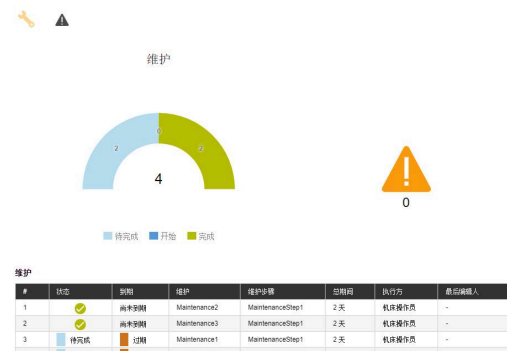 维护
0
2
2
4
0
待完成 开始 完成
维护
# 状态 到期 维护 维护步骤 总期间 执行方 最后编辑人
1 尚未到期 Maintenance2 MaintenanceStep1 2 天 机床操作员 -
2 尚未到期 Maintenance3 MaintenanceStep1 2 天 机床操作员 -
3 待完成 过期 Maintenance1 MaintenanceStep1 2 天 机床操作员 -